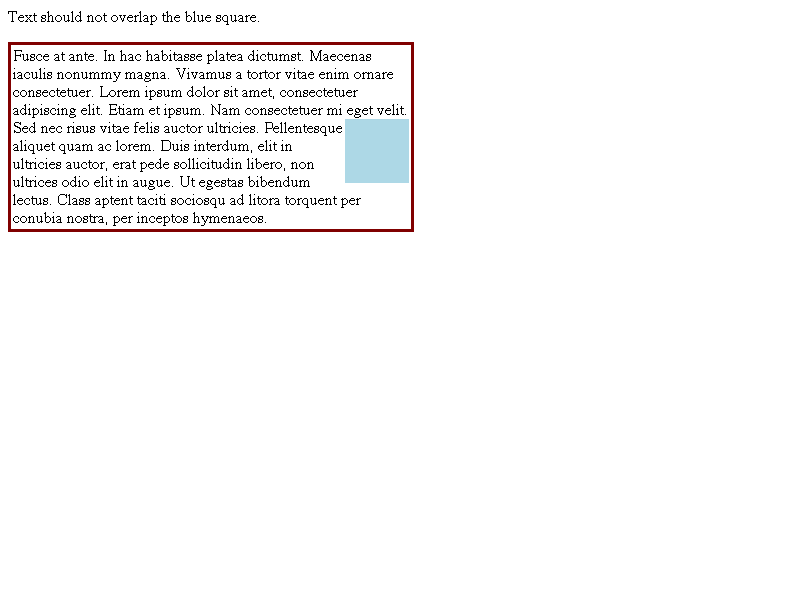 Text should not overlap the blue square.
Fusce at ante. In hac habitasse platea dictumst. Maecenas
iaculis nonummy magna. Vivamus a tortor vitae enim ornare
consectetuer. Lorem ipsum dolor sit amet, consectetuer
adipiscing elit. Etiam et ipsum. Nam consectetuer mi eget velit.
Sed nec risus vitae felis auctor ultricies. Pellentesque
aliquet quam ac lorem. Duis interdum, elit in
ultricies auctor, erat pede sollicitudin libero, non
ultrices odio elit in augue. Ut egestas bibendum
lectus. Class aptent taciti sociosqu ad litora torquent per
conubia nostra, per inceptos hymenaeos.